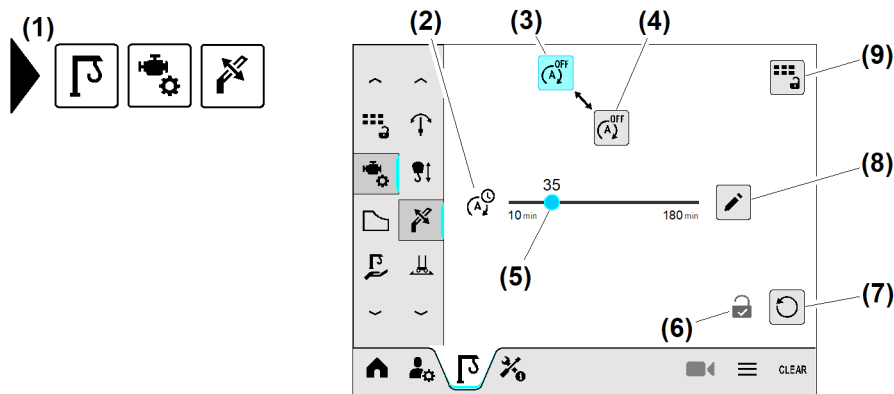 (1)
(2)
(3)
(4)
(9)
OFF
A
OFF
A
(8)
A
35
10 min
180 min
(5)
(7)
(6)
CLEAR